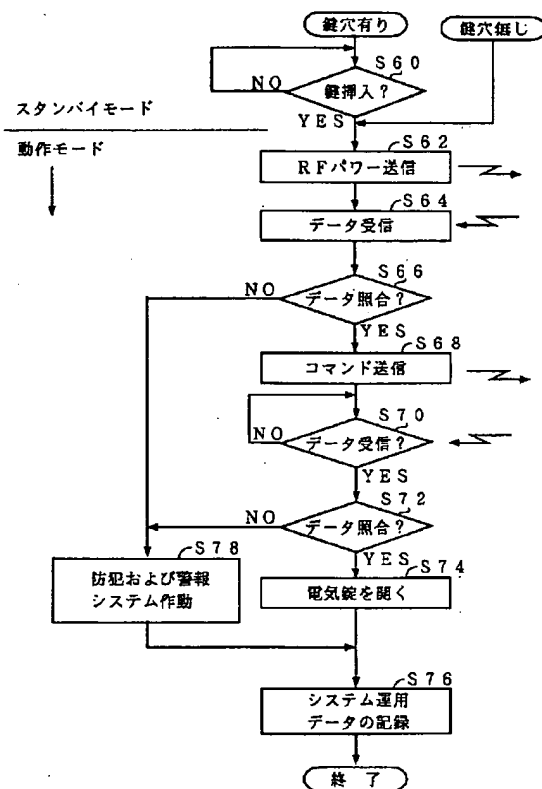 鍵穴有り
鍵穴無し
S60
鍵挿入?
NO
YES
スタンバイモード
動作モード
S62
RFパワー送信
S64
データ受信
S66
データ照合?
NO
YES
S68
コマンド送信
S70
データ受信?
NO
YES
S72
データ照合?
NO
YES
S78
防犯および警報
システム作動
S74
電気錠を開く
S76
システム運用
データの記録
終了